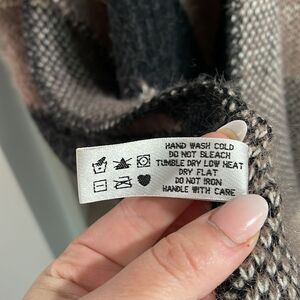 HAND WASH COLD
DO NOT BLEACH
TUMBLE DRY LOW HEAT
DRY FLAT
DO NOT IRON
HANDLE WITH CARE